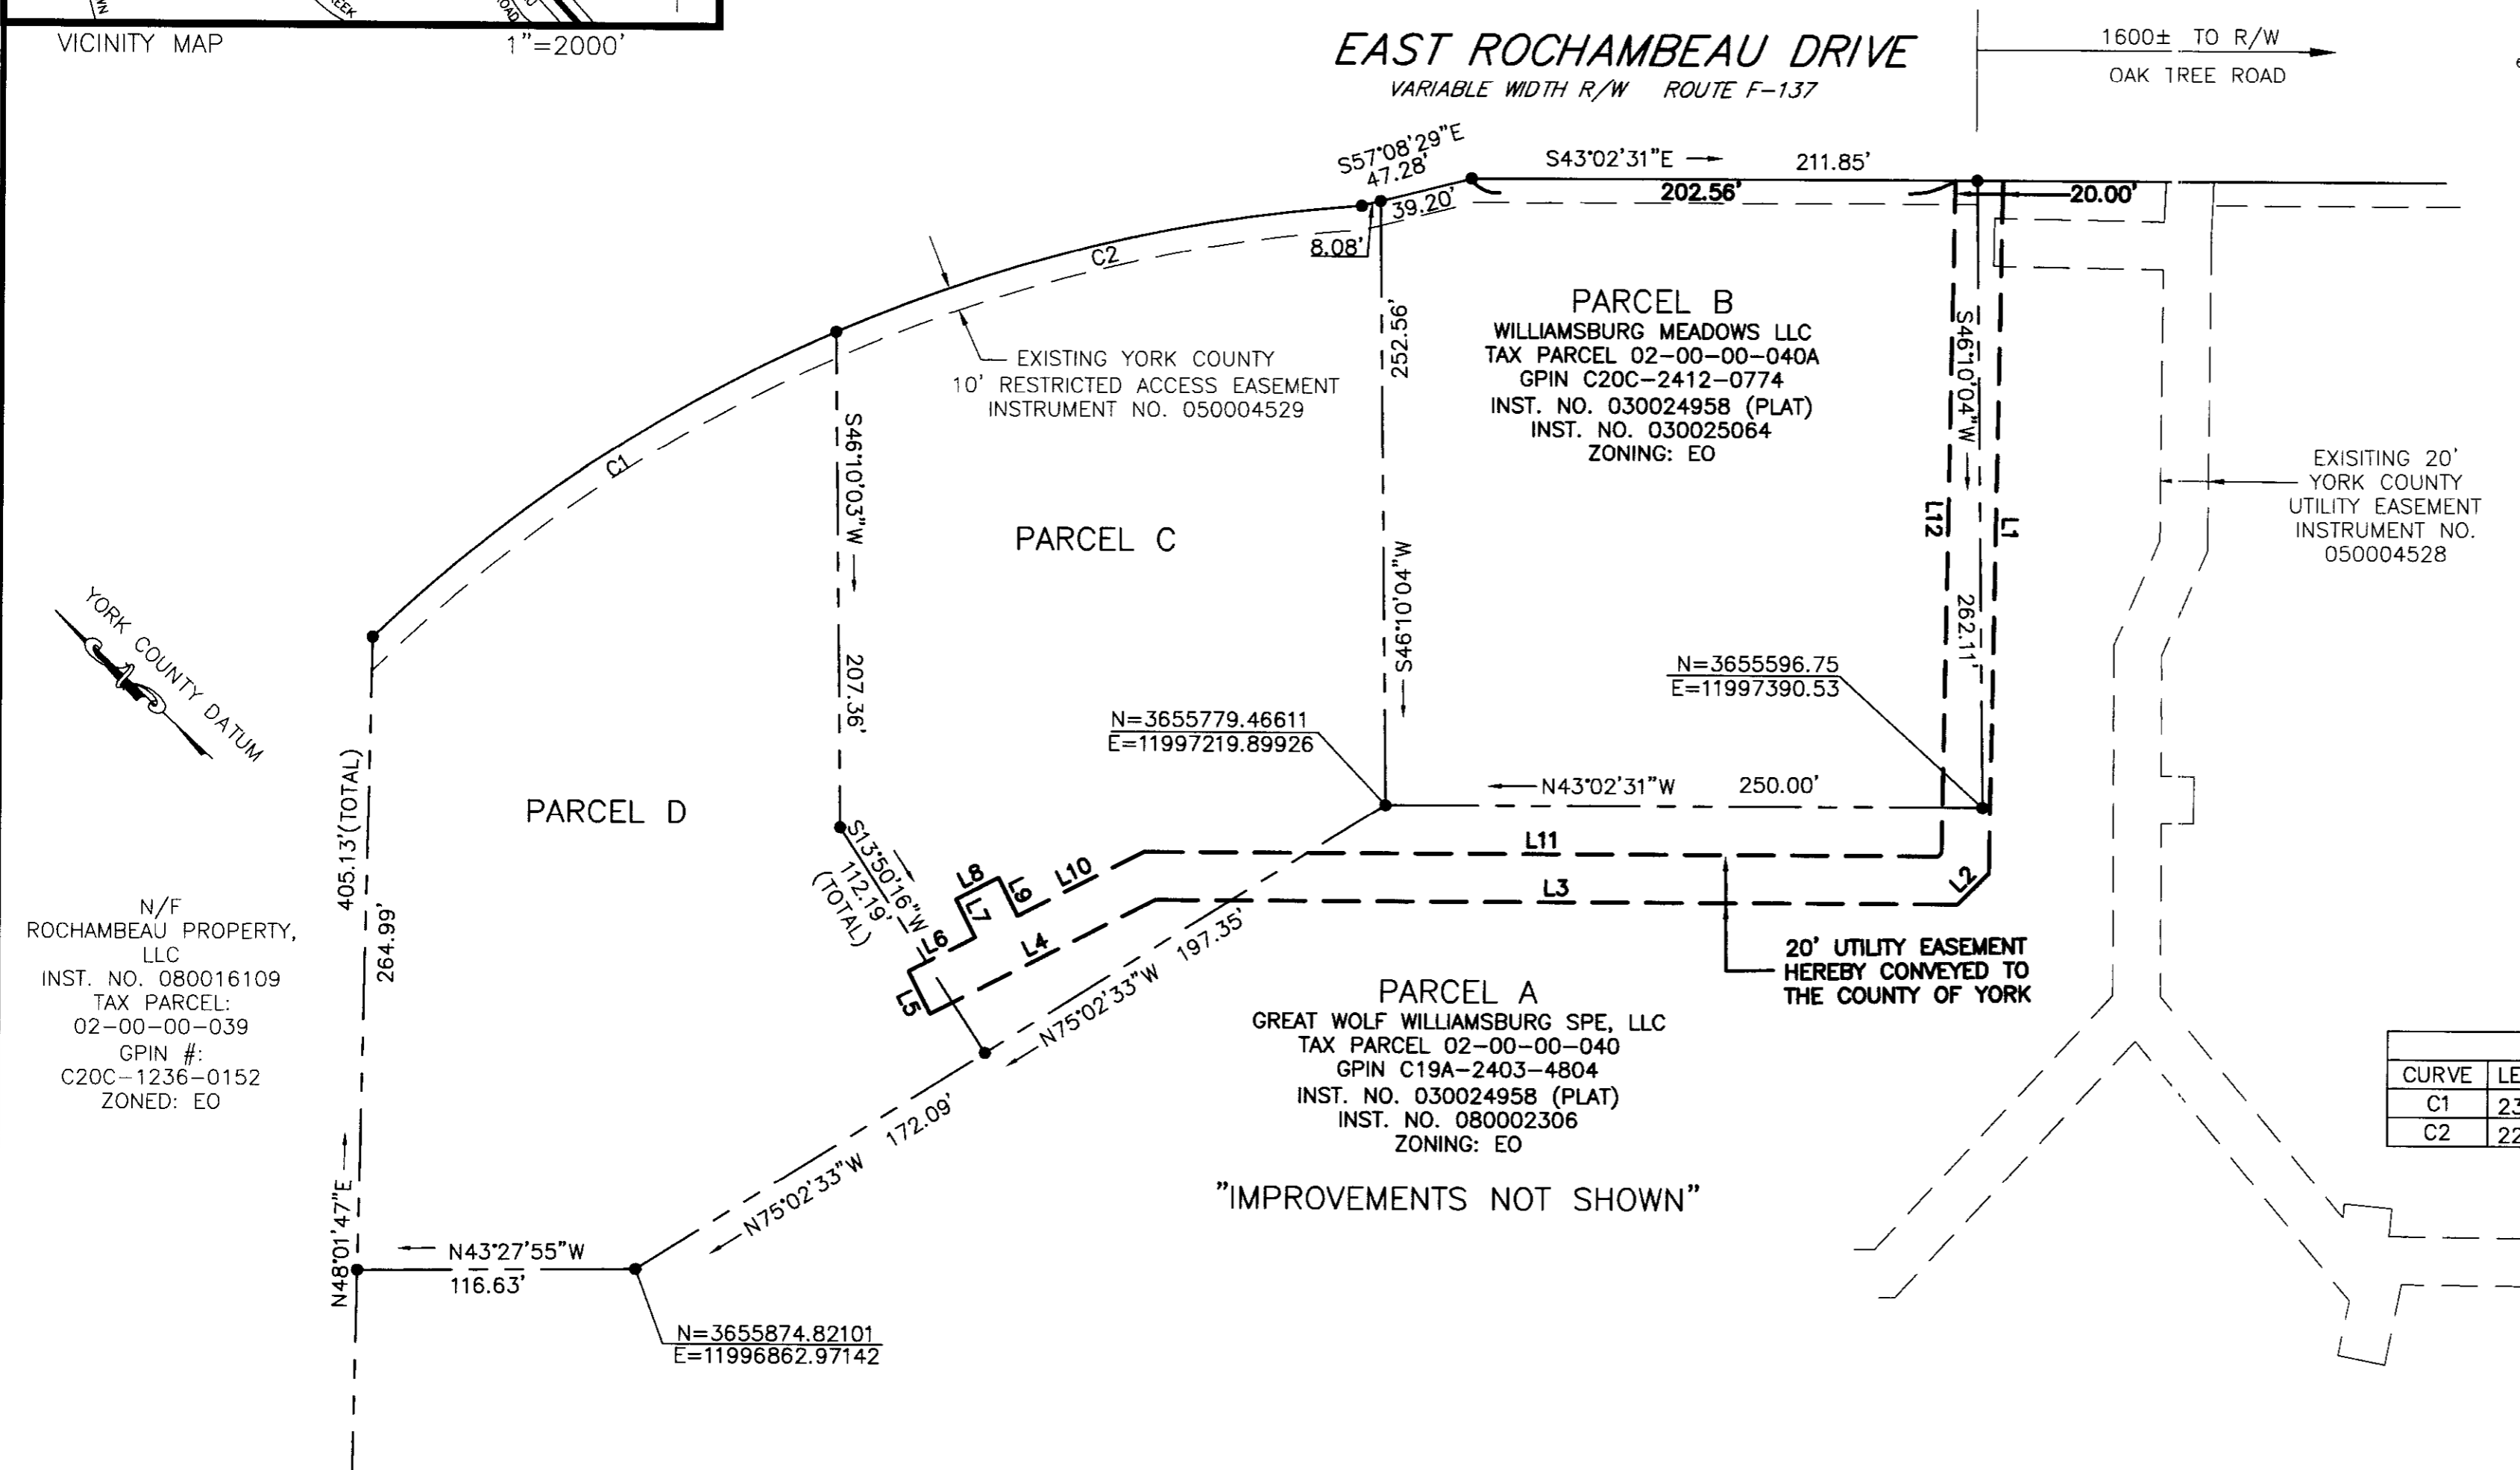 VICINITY MAP
1"=2000'
EEK
ROAD
EAST ROCHAMBEAU DRIVE
VARIABLE WIDTH R/W ROUTE F-137
1600± TO R/W
OAK TREE ROAD
S57°08'29"E
47.28'
39.20'
8.08'
S43°02'31"E
211.85'
202.56'
20.00'
C2
C1
EXISTING YORK COUNTY
10' RESTRICTED ACCESS EASEMENT
INSTRUMENT NO. 050004529
PARCEL B
WILLIAMSBURG MEADOWS LLC
TAX PARCEL 02-00-00-040A
GPIN C20C-2412-0774
INST. NO. 030024958 (PLAT)
INST. NO. 030025064
ZONING: EO
252.56'
S46°10'04"W
S46°10'04"W
262.11'
L12
L1
EXISITING 20'
YORK COUNTY
UTILITY EASEMENT
INSTRUMENT NO.
050004528
S46°10'03"W
207.36'
PARCEL C
YORK COUNTY DATUM
N=3655596.75
E=11997390.53
N=3655779.46611
E=11997219.89926
N43°02'31"W
250.00'
PARCEL D
405.13'(TOTAL)
264.99'
N48°01'47"E
S13°50'16"W
112.19'
(TOTAL)
L8
L9
L10
L7
L6
L5
L4
L11
L3
L2
N/F
ROCHAMBEAU PROPERTY,
LLC
INST. NO. 080016109
TAX PARCEL:
02-00-00-039
GPIN #:
C20C-1236-0152
ZONED: EO
N75°02'33"W 197.35'
20' UTILITY EASEMENT
HEREBY CONVEYED TO
THE COUNTY OF YORK
PARCEL A
GREAT WOLF WILLIAMSBURG SPE, LLC
TAX PARCEL 02-00-00-040
GPIN C19A-2403-4804
INST. NO. 030024958 (PLAT)
INST. NO. 080002306
ZONING: EO
"IMPROVEMENTS NOT SHOWN"
N75°02'33"W 172.09'
N43°27'55"W
116.63'
N=3655874.82101
E=11996862.97142
CURVE LE
C1 23
C2 22